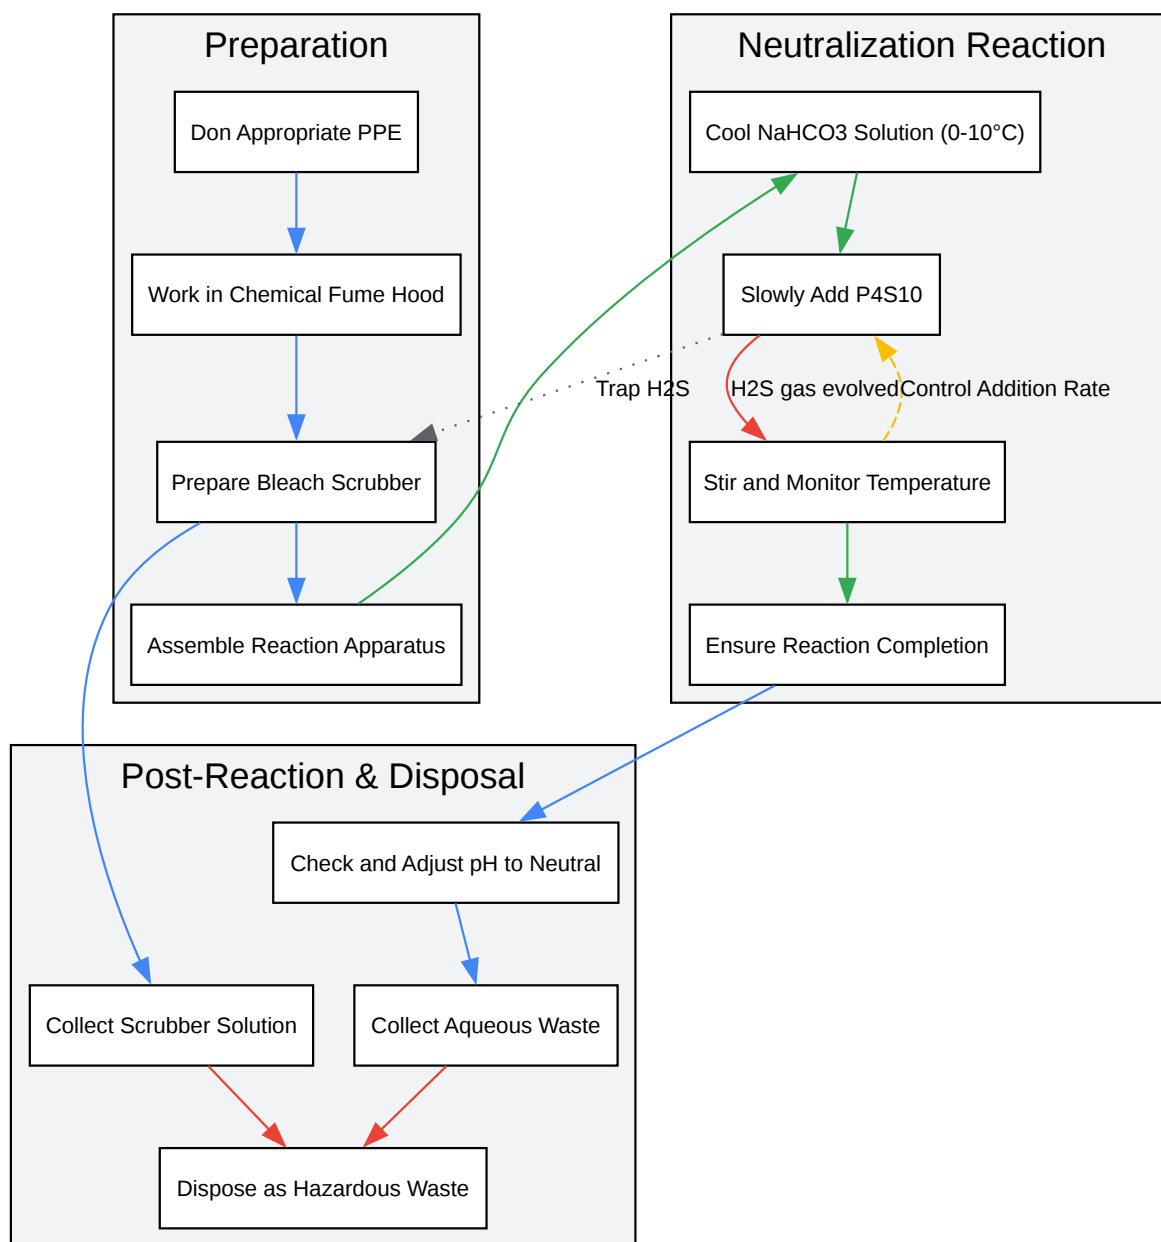 Preparation
Don Appropriate PPE
Work in Chemical Fume Hood
Prepare Bleach Scrubber
Assemble Reaction Apparatus
Neutralization Reaction
Cool NaHCO3 Solution (0-10°C)
Slowly Add P4S10
Trap H2S
H2S gas evolved
Control Addition Rate
Stir and Monitor Temperature
Ensure Reaction Completion
Post-Reaction & Disposal
Check and Adjust pH to Neutral
Collect Scrubber Solution
Collect Aqueous Waste
Dispose as Hazardous Waste